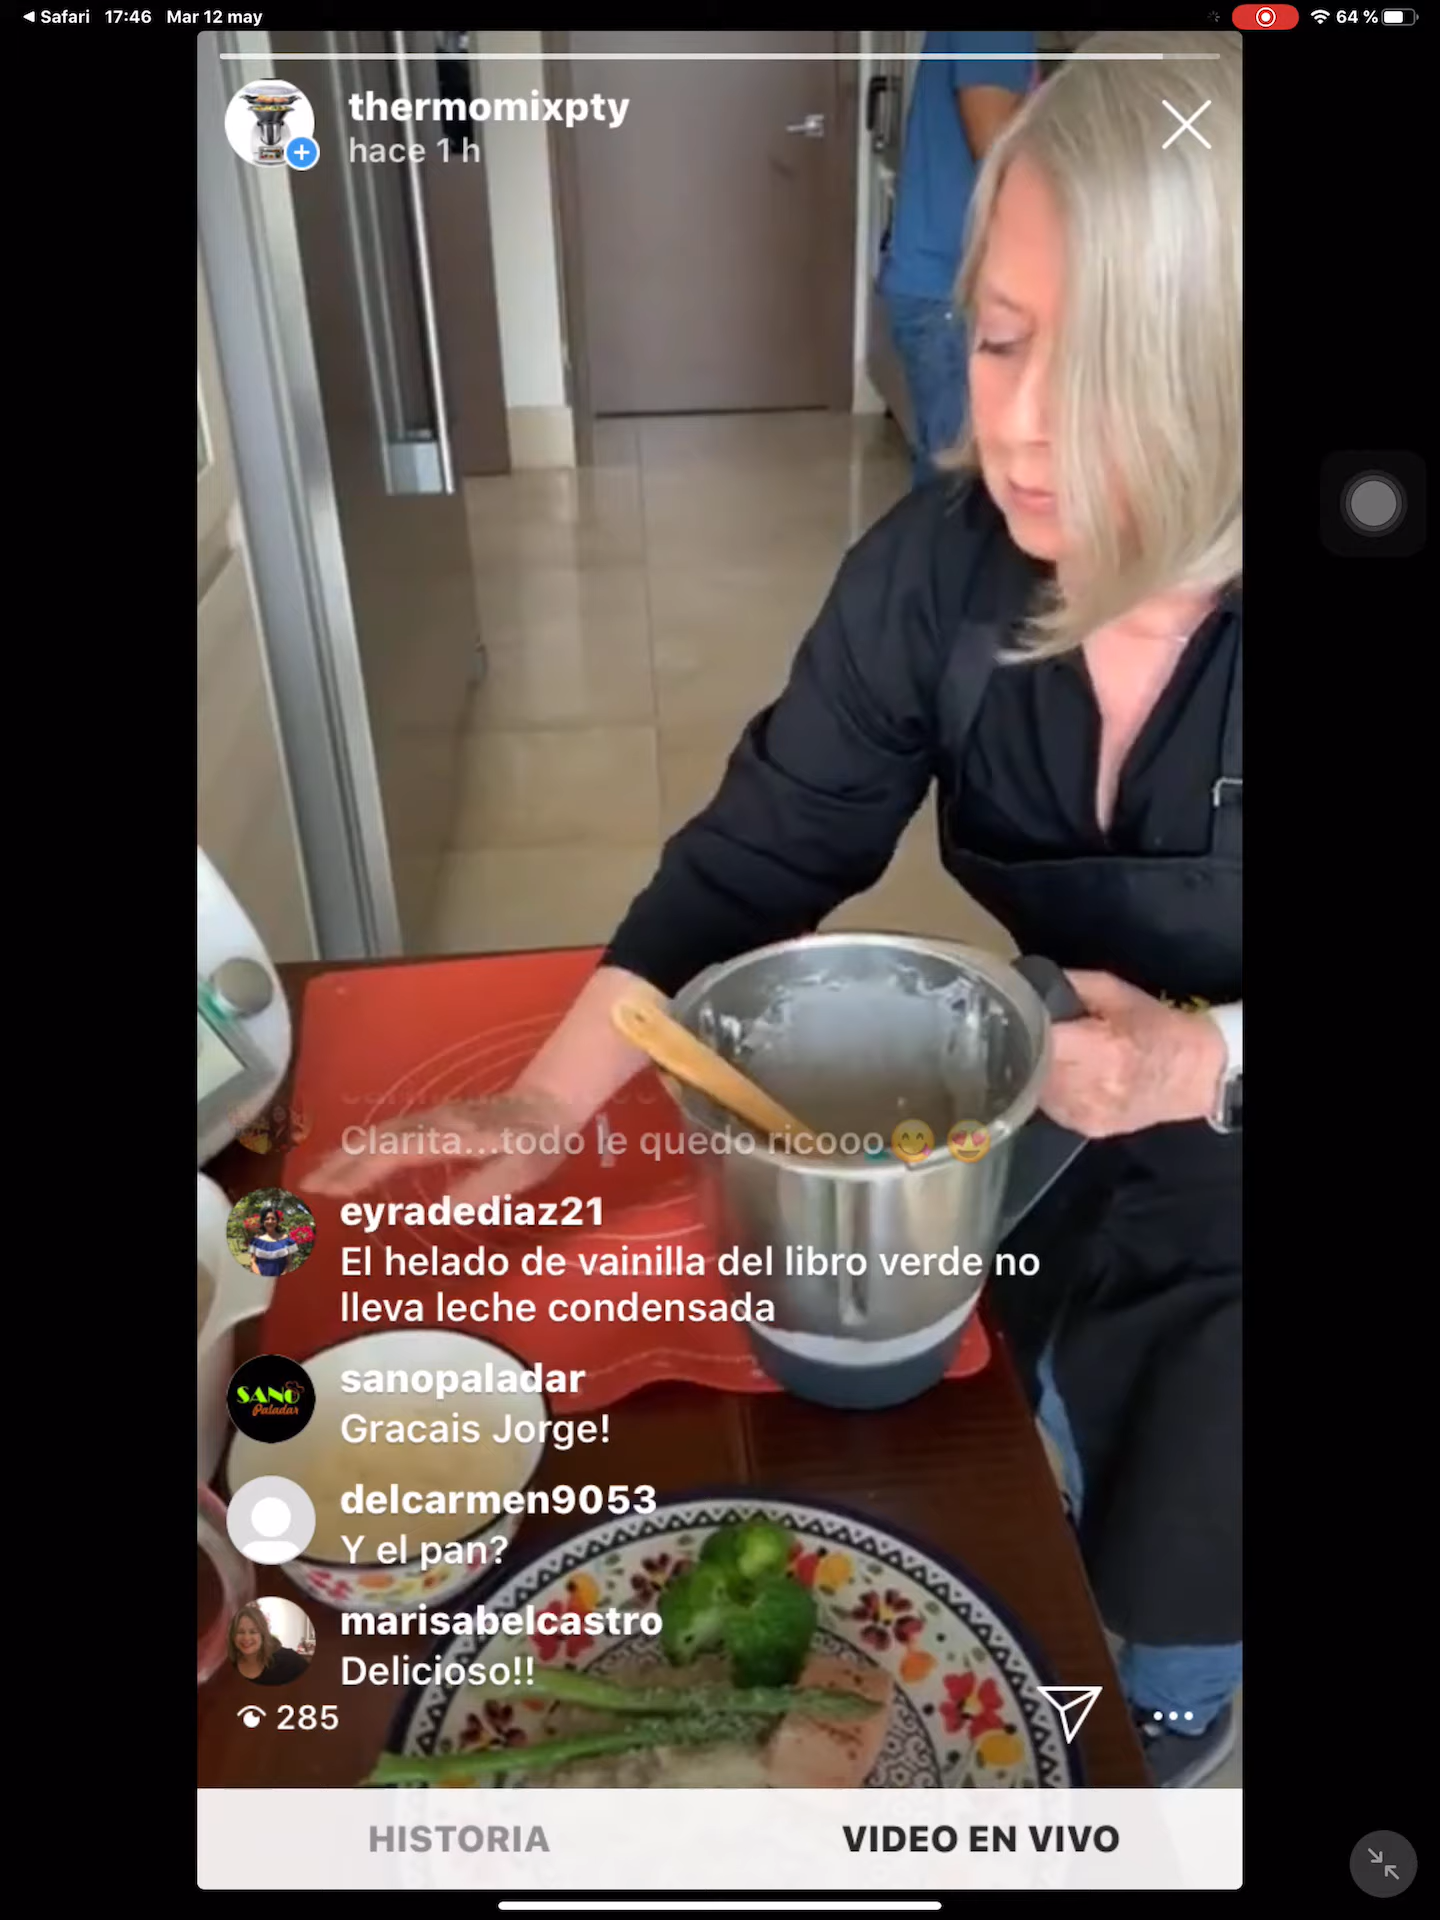 Safari 17:46 Mar 12 may
64 %
thermomixpty
hace 1 h
Clarita...todo le quedo ricooo😋😍
eyradediaz21
El helado de vainilla del libro verde no
lleva leche condensada
SANO
Paladar
sanopaladar
Gracais Jorge!
delcarmen9053
Y el pan?
marisabelcastro
Delicioso!!
285
HISTORIA
VIDEO EN VIVO